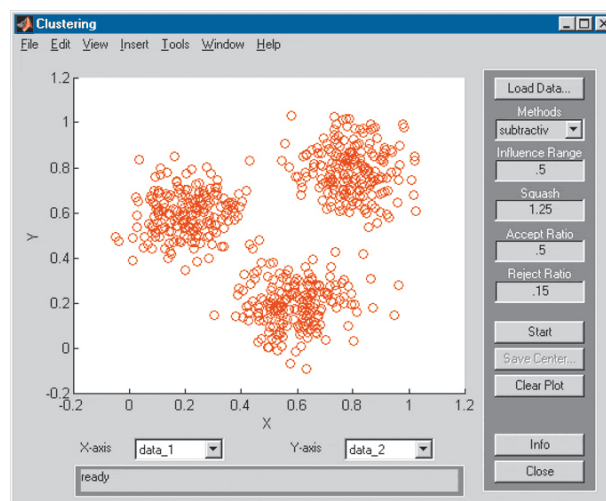 Clustering
File Edit View Insert Tools Window Help
1.2
1
0.8
0.6
0.4
0.2
0
-0.2
Y
-0.2 0 0.2 0.4 0.6 0.8 1 1.2
X
X-axis data_1 Y-axis data_2
ready
Load Data...
Methods
subtractiv
Influence Range
.5
Squash
1.25
Accept Ratio
.5
Reject Ratio
.15
Start
Save Center...
Clear Plot
Info
Close